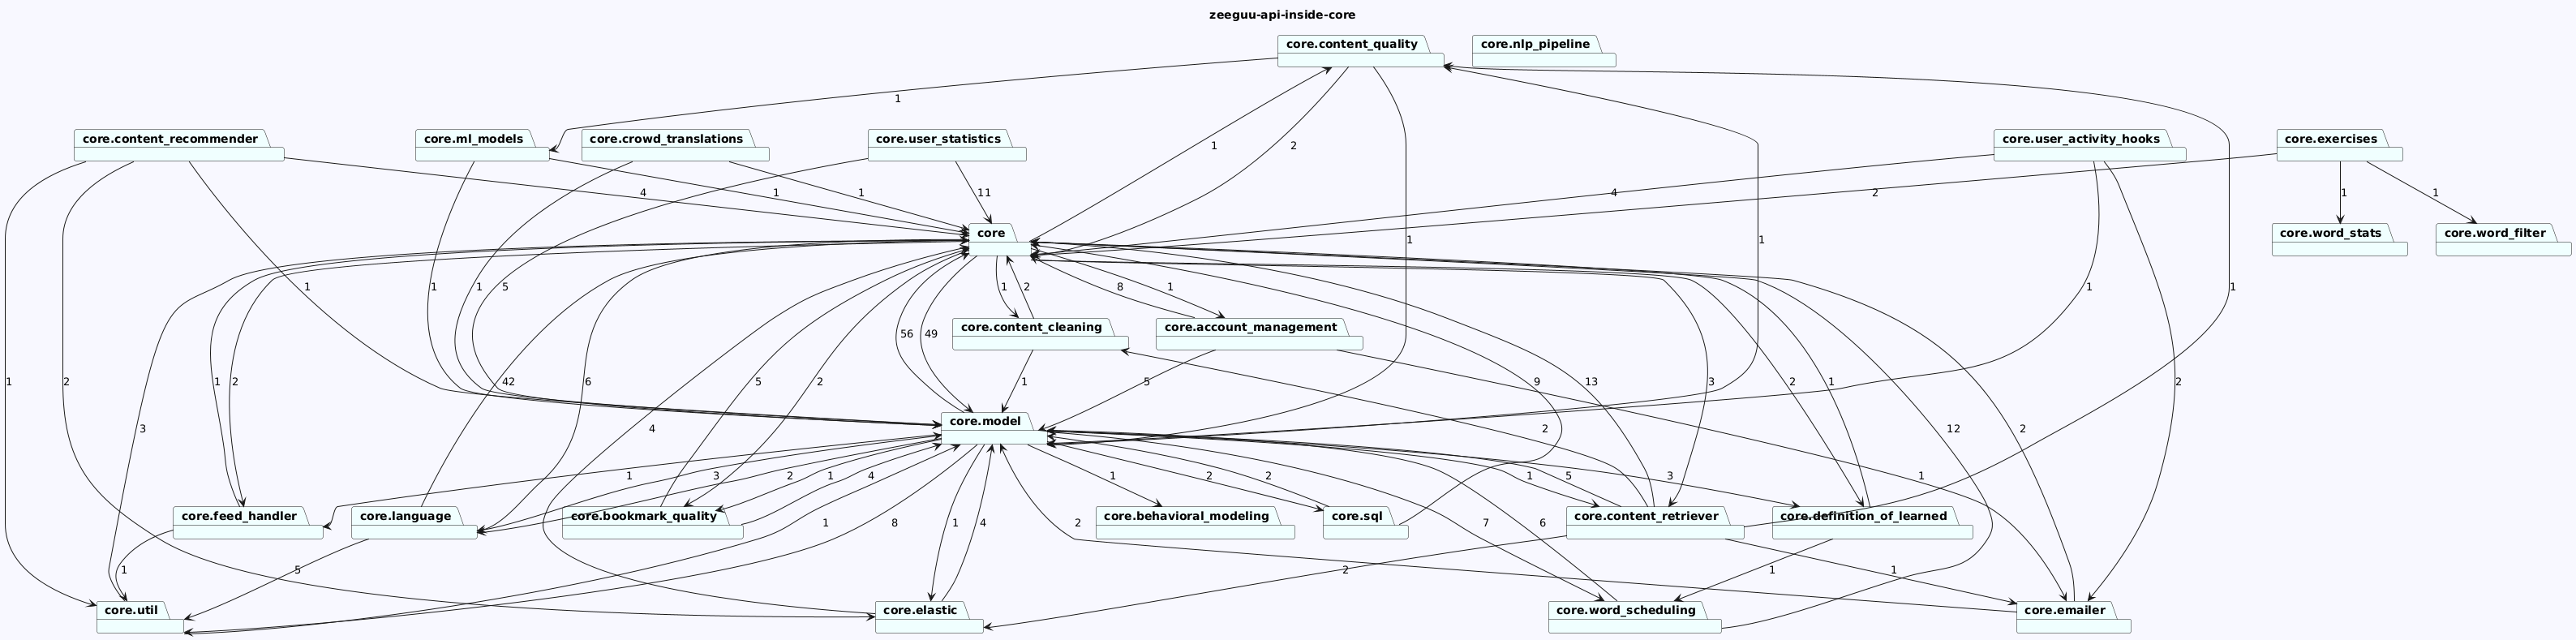 zeeguu-api-inside-core
core.content_quality
core.nlp_pipeline
1
core.content_recommender
core.ml_models
core.crowd_translations
core.user_statistics
1
2
core.user_activity_hooks
core.exercises
4
1
1
11
4
2
1
1
core
core.word_stats
core.word_filter
1
1
1
1
1
5
1
2
8
1
1
1
core.content_cleaning
core.account_management
56
49
1
2
3
1
2
42
6
5
2
1
5
9
13
3
2
1
1
2
core.model
3
4
2
12
2
1
3
2
1
4
1
2
2
1
5
3
1
core.feed_handler
core.language
core.bookmark_quality
core.behavioral_modeling
core.sql
core.content_retriever
core.definition_of_learned
1
8
1
4
2
7
6
1
5
2
1
1
core.util
core.elastic
core.word_scheduling
core.emailer